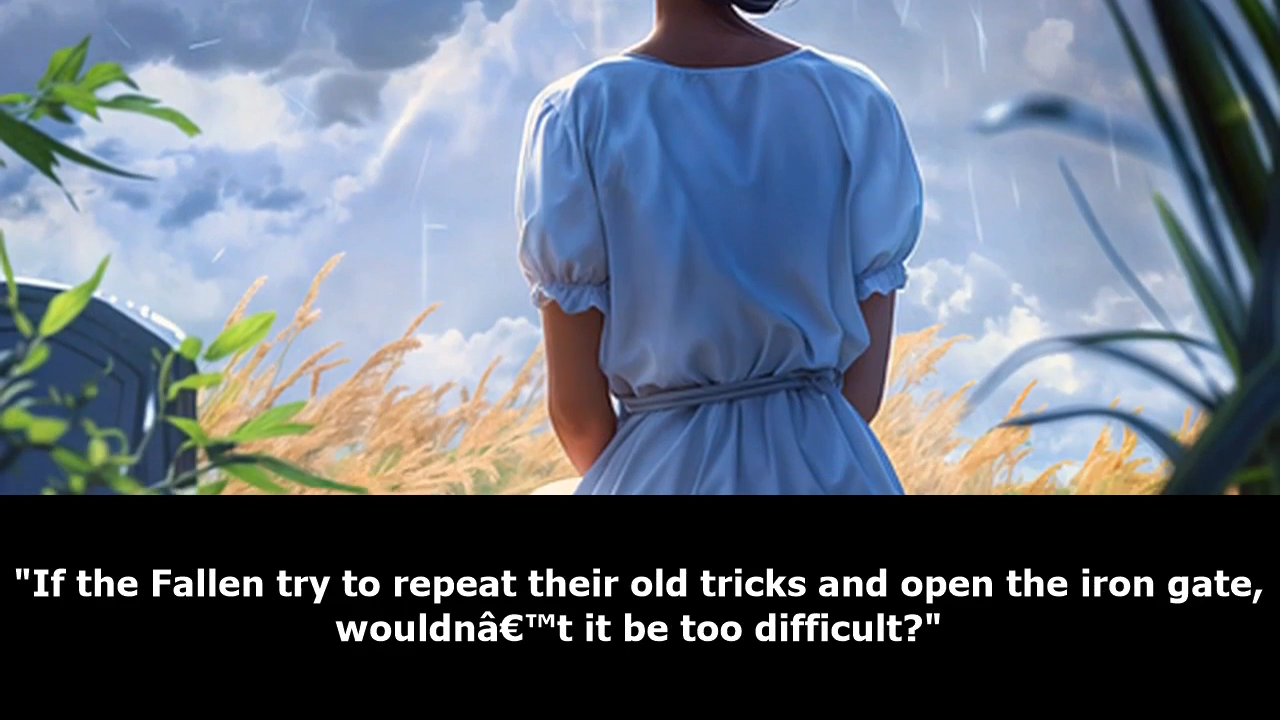 "If the Fallen try to repeat their old tricks and open the iron gate,
wouldnâ€™t it be too difficult?"